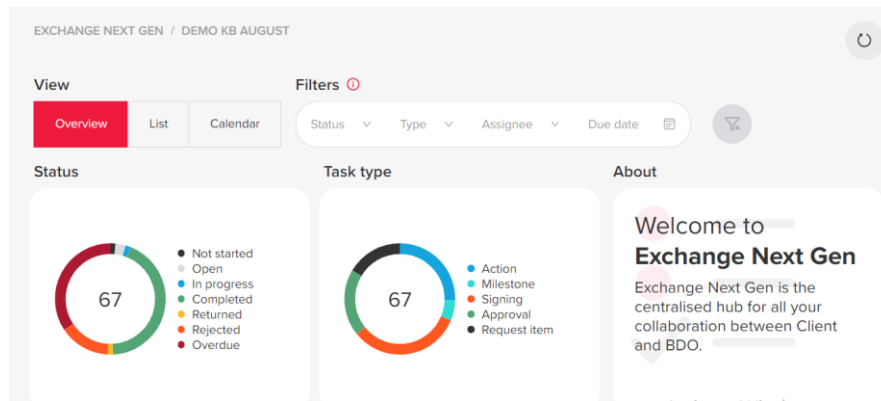 EXCHANGE NEXT GEN / DEMO KB AUGUST
View
Filters
Overview
List
Calendar
Status
Type
Assignee
Due date
Status
Task type
About
67
Not started
Open
In progress
Completed
Returned
Rejected
Overdue
67
Action
Milestone
Signing
Approval
Request item
Welcome to
Exchange Next Gen
Exchange Next Gen is the
centralised hub for all your
collaboration between Client
and BDO.